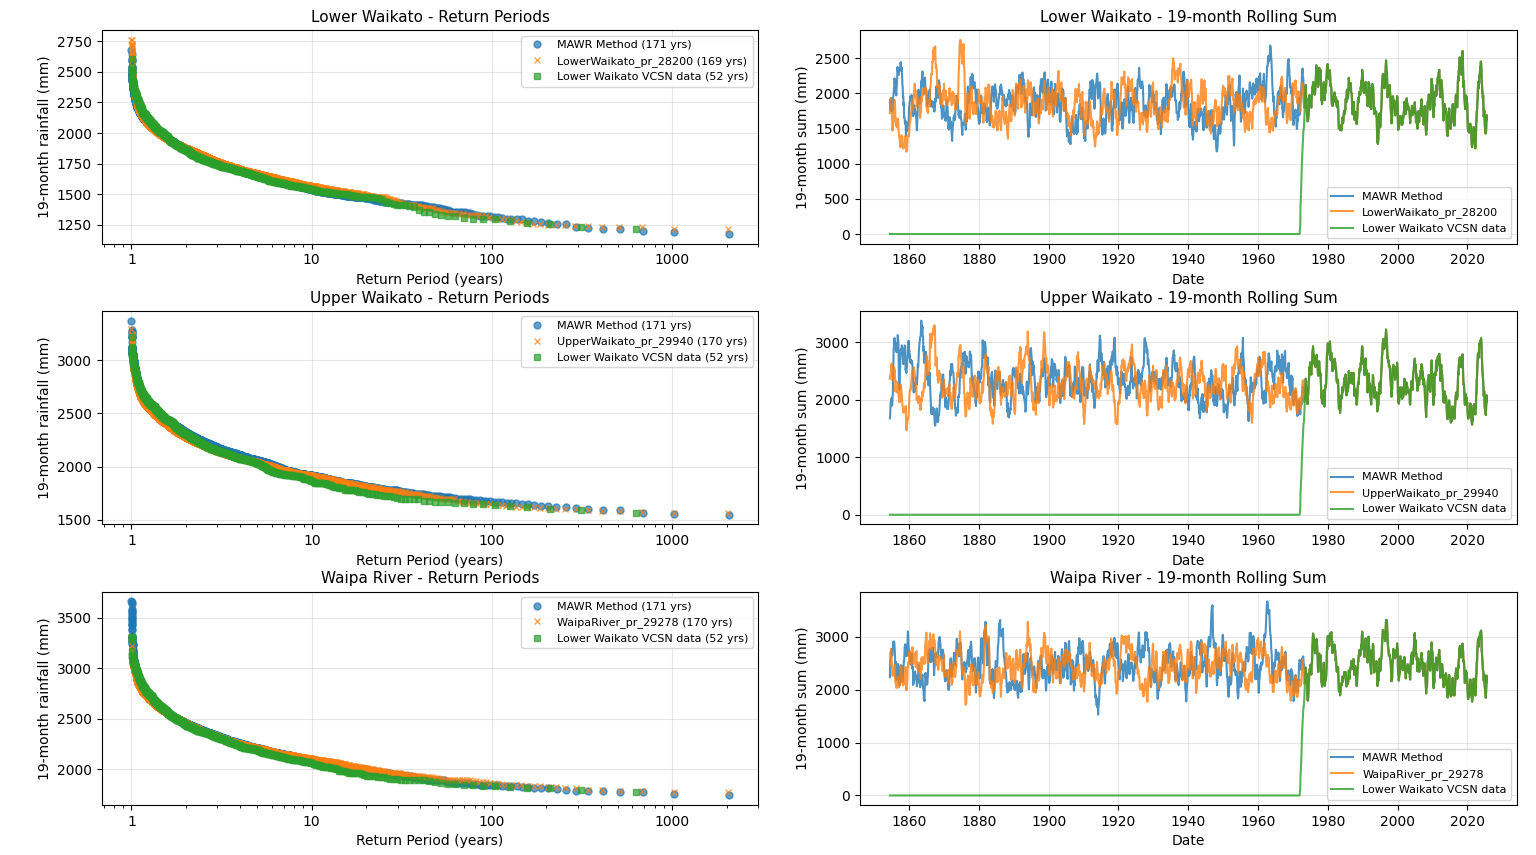 Lower Waikato - Return Periods
19-month rainfall (mm)
2750
2500
2250
2000
1750
1500
1250
MAWR Method (171 yrs)
LowerWaikato_pr_28200 (169 yrs)
Lower Waikato VCSN data (52 yrs)
1 10 100 1000
Return Period (years)
Lower Waikato - 19-month Rolling Sum
19-month sum (mm)
2500
2000
1500
1000
500
0
MAWR Method
LowerWaikato_pr_28200
Lower Waikato VCSN data
1860 1880 1900 1920 1940 1960 1980 2000 2020
Date
Upper Waikato - Return Periods
19-month rainfall (mm)
3000
2500
2000
1500
MAWR Method (171 yrs)
UpperWaikato_pr_29940 (170 yrs)
Lower Waikato VCSN data (52 yrs)
1 10 100 1000
Return Period (years)
Upper Waikato - 19-month Rolling Sum
19-month sum (mm)
3000
2000
1000
0
MAWR Method
UpperWaikato_pr_29940
Lower Waikato VCSN data
1860 1880 1900 1920 1940 1960 1980 2000 2020
Date
Waipa River - Return Periods
19-month rainfall (mm)
3500
3000
2500
2000
MAWR Method (171 yrs)
WaipaRiver_pr_29278 (170 yrs)
Lower Waikato VCSN data (52 yrs)
1 10 100 1000
Return Period (years)
Waipa River - 19-month Rolling Sum
19-month sum (mm)
3000
2000
1000
0
MAWR Method
WaipaRiver_pr_29278
Lower Waikato VCSN data
1860 1880 1900 1920 1940 1960 1980 2000 2020
Date